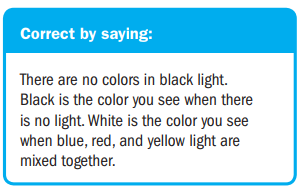 Correct by saying:
There are no colors in black light.
Black is the color you see when there
is no light. White is the color you see
when blue, red, and yellow light are
mixed together.